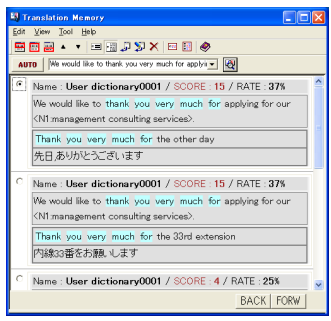 Translation Memory
Edit View Tool Help
AUTO We would like to thank you very much for applyi
Name : User dictionary0001 / SCORE : 15 / RATE : 37%
We would like to thank you very much for applying for our
<N1 management consulting services>.
Thank you very much for the other day
先日,ありがとうございます
Name : User dictionary0001 / SCORE : 15 / RATE : 37%
We would like to thank you very much for applying for our
<N1 management consulting services>.
Thank you very much for the 33rd extension
内線33番をお願いします
Name : User dictionary0001 / SCORE : 4 / RATE : 25%
BACK FORW